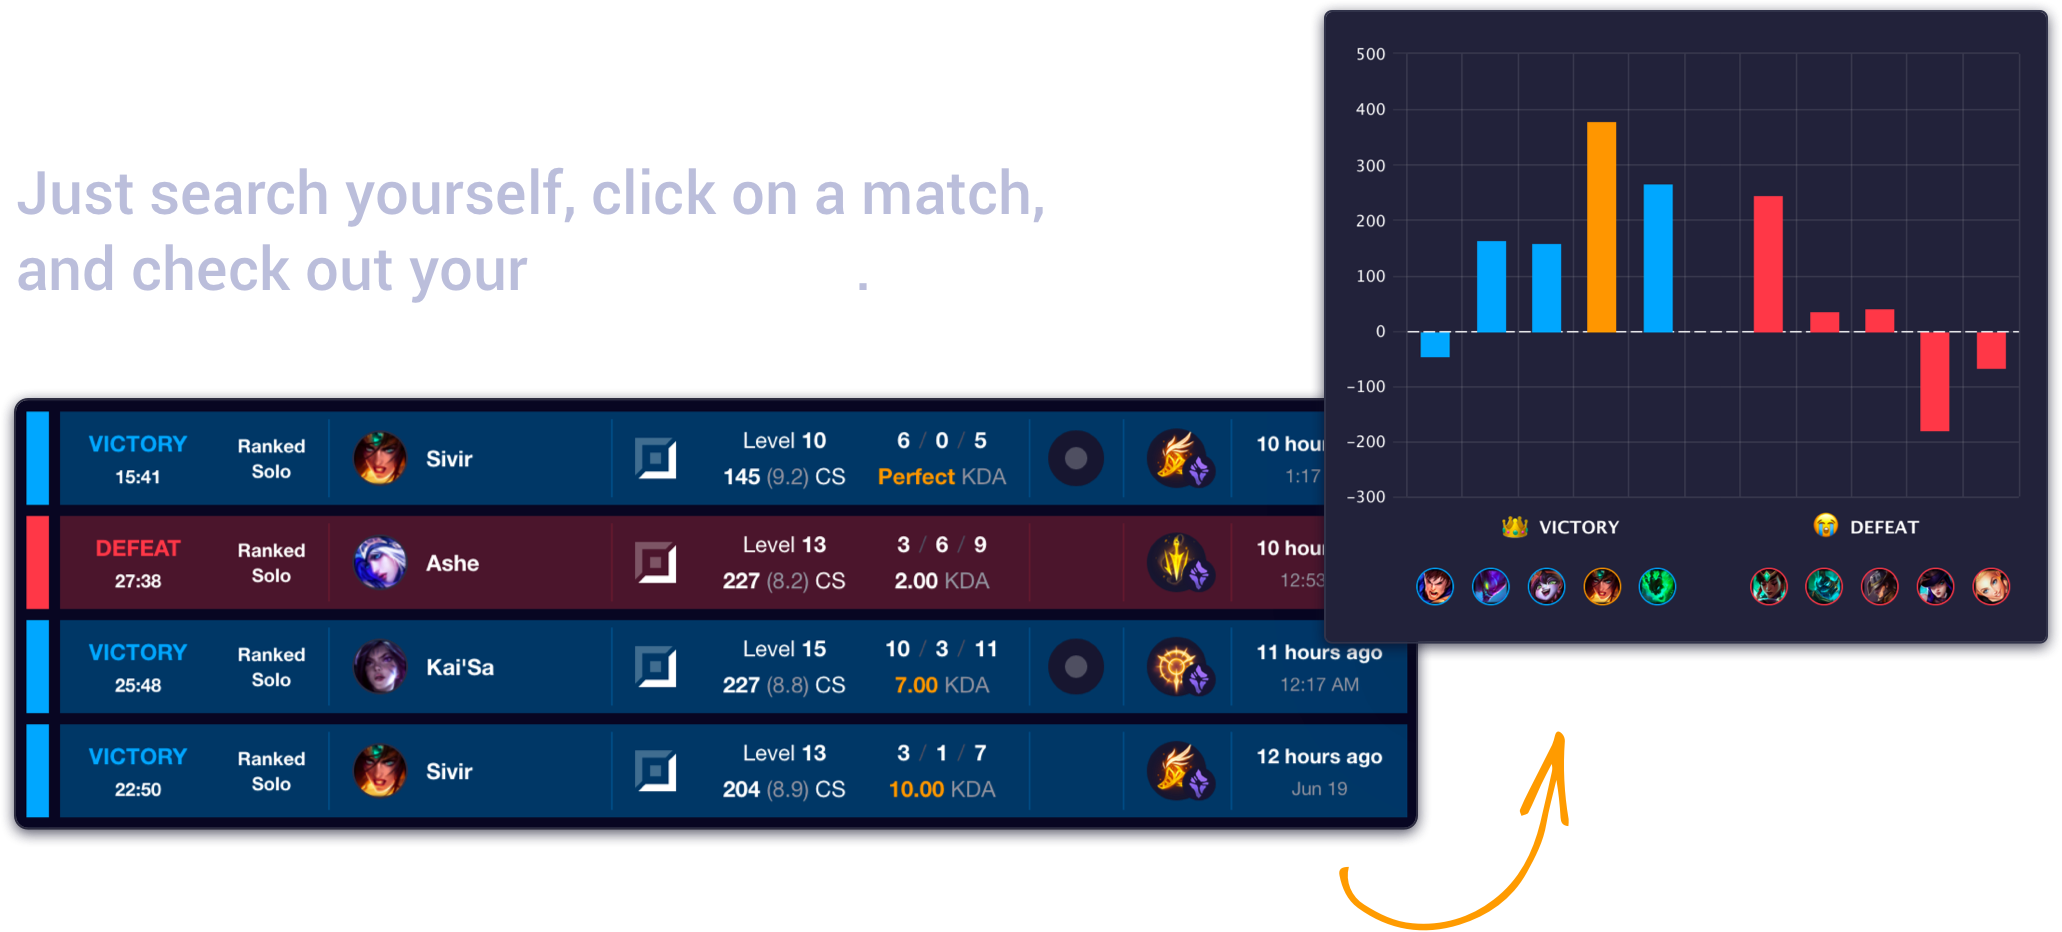 Just search yourself, click on a match,
and check out your .
VICTORY
15:41
Ranked
Solo
Sivir
Level 10
145 (9.2) CS
6 / 0 / 5
Perfect KDA
10 hou
1:17
DEFEAT
27:38
Ranked
Solo
Ashe
Level 13
227 (8.2) CS
3 / 6 / 9
2.00 KDA
10 hou
12:53
VICTORY
25:48
Ranked
Solo
Kai'Sa
Level 15
227 (8.8) CS
10 / 3 / 11
7.00 KDA
11 hours ago
12:17 AM
VICTORY
22:50
Ranked
Solo
Sivir
Level 13
204 (8.9) CS
3 / 1 / 7
10.00 KDA
12 hours ago
Jun 19
500
400
300
200
100
0
-100
-200
-300
VICTORY
DEFEAT